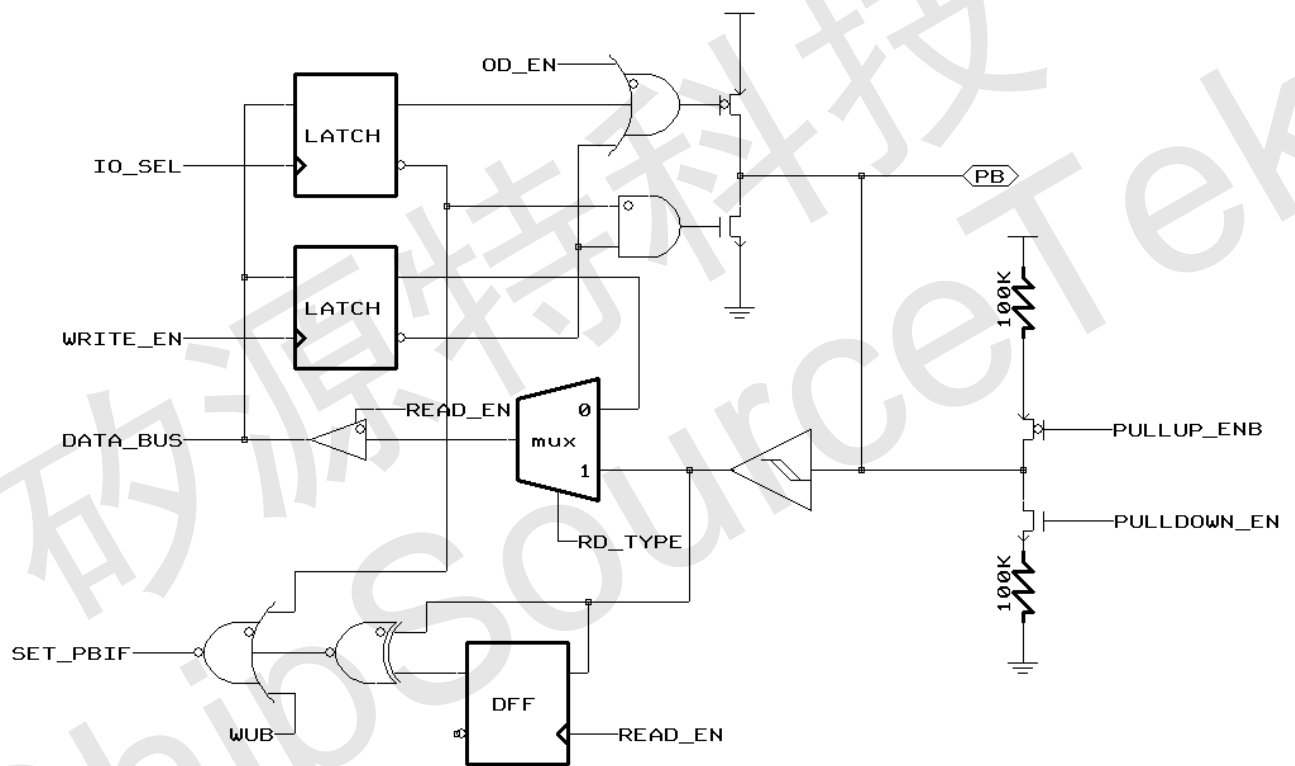 OD_EN
LATCH
IO_SEL
PB
LATCH
WRITE_EN
100K
READ_EN
0
DATA_BUS
mux
1
PULLUP_ENB
RD_TYPE
PULLDOWN_EN
100K
SET_PBIF
DFF
WUB
READ_EN
矽源特科技
ChipSourceTek